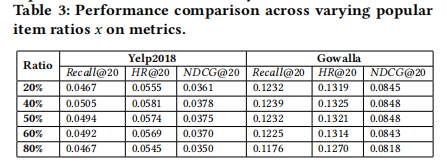 Table 3: Performance comparison across varying popular
item ratios x on metrics.
Ratio Yelp2018 Gowalla
Recall@20 HR@20 NDCG@20 Recall@20 HR@20 NDCG@20
20% 0.0467 0.0555 0.0361 0.1232 0.1319 0.0845
40% 0.0505 0.0581 0.0378 0.1239 0.1325 0.0848
50% 0.0494 0.0574 0.0375 0.1232 0.1321 0.0848
60% 0.0492 0.0569 0.0370 0.1225 0.1314 0.0843
80% 0.0467 0.0545 0.0350 0.1176 0.1270 0.0818